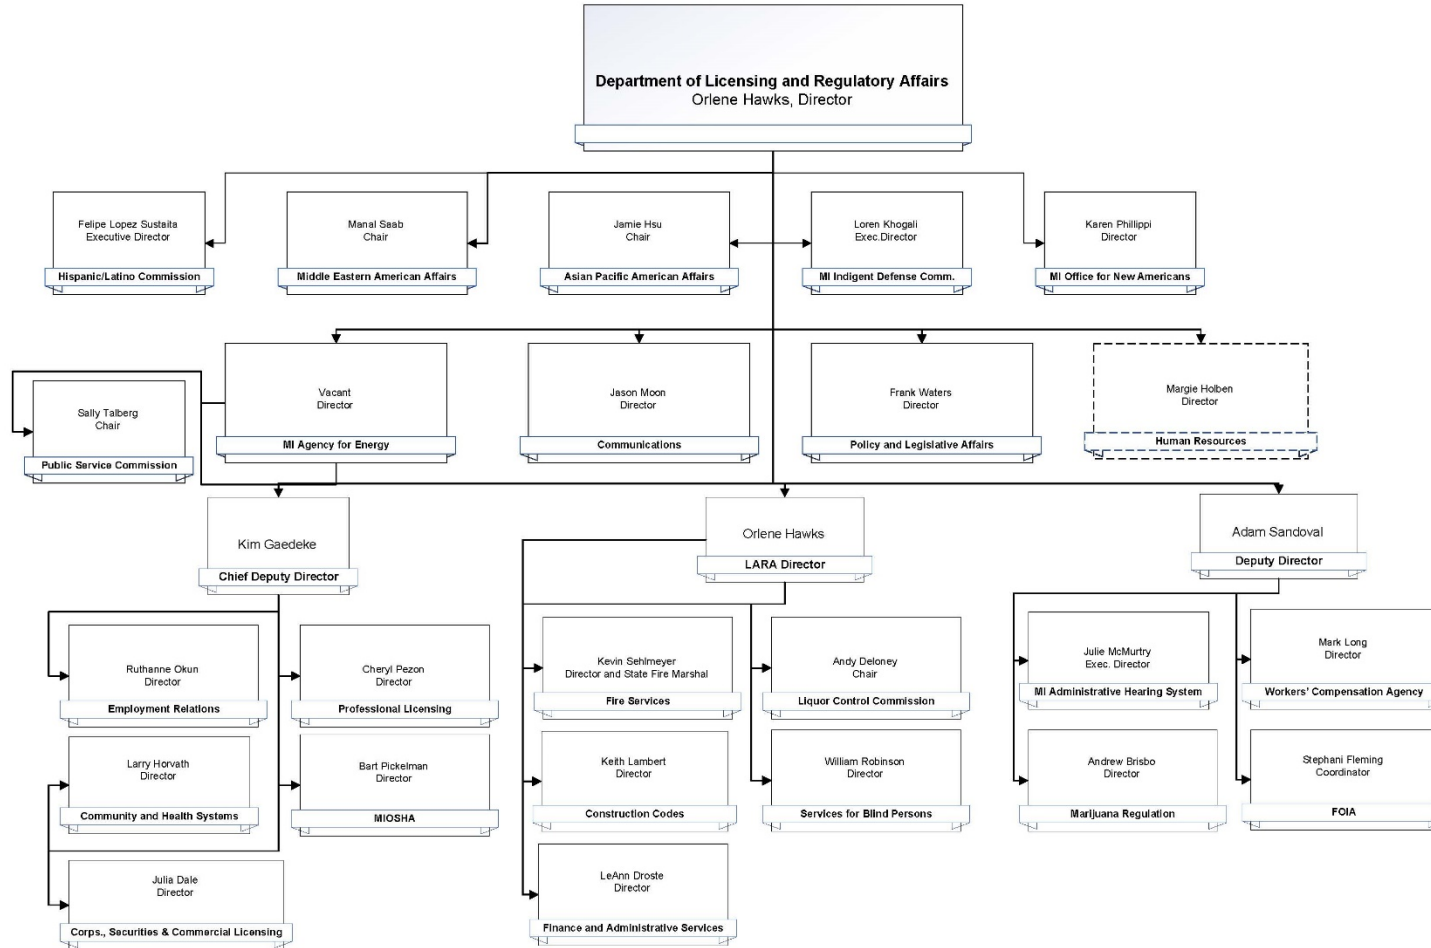 Department of Licensing and Regulatory Affairs
Orlene Hawks, Director
Felipe Lopez Sustaita
Executive Director
Hispanic/Latino Commission
Manal Saab
Chair
Middle Eastern American Affairs
Jamie Hsu
Chair
Asian Pacific American Affairs
Loren Khogali
Exec.Director
MI Indigent Defense Comm.
Karen Phillippi
Director
MI Office for New Americans
Sally Talberg
Chair
Public Service Commission
Vacant
Director
MI Agency for Energy
Jason Moon
Director
Communications
Frank Waters
Director
Policy and Legislative Affairs
Margie Holben
Director
Human Resources
Kim Gaedeke
Chief Deputy Director
Orlene Hawks
LARA Director
Adam Sandoval
Deputy Director
Ruthanne Okun
Director
Employment Relations
Cheryl Pezon
Director
Professional Licensing
Larry Horvath
Director
Community and Health Systems
Bart Pickelman
Director
MIOSHA
Julia Dale
Director
Corps., Securities & Commercial Licensing
Kevin Sehlmeyer
Director and State Fire Marshal
Fire Services
Andy Deloney
Chair
Liquor Control Commission
Keith Lambert
Director
Construction Codes
William Robinson
Director
Services for Blind Persons
LeAnn Droste
Director
Finance and Administrative Services
Julie McMurtry
Exec. Director
MI Administrative Hearing System
Mark Long
Director
Workers' Compensation Agency
Andrew Brisbo
Director
Marijuana Regulation
Stephani Fleming
Coordinator
FOIA